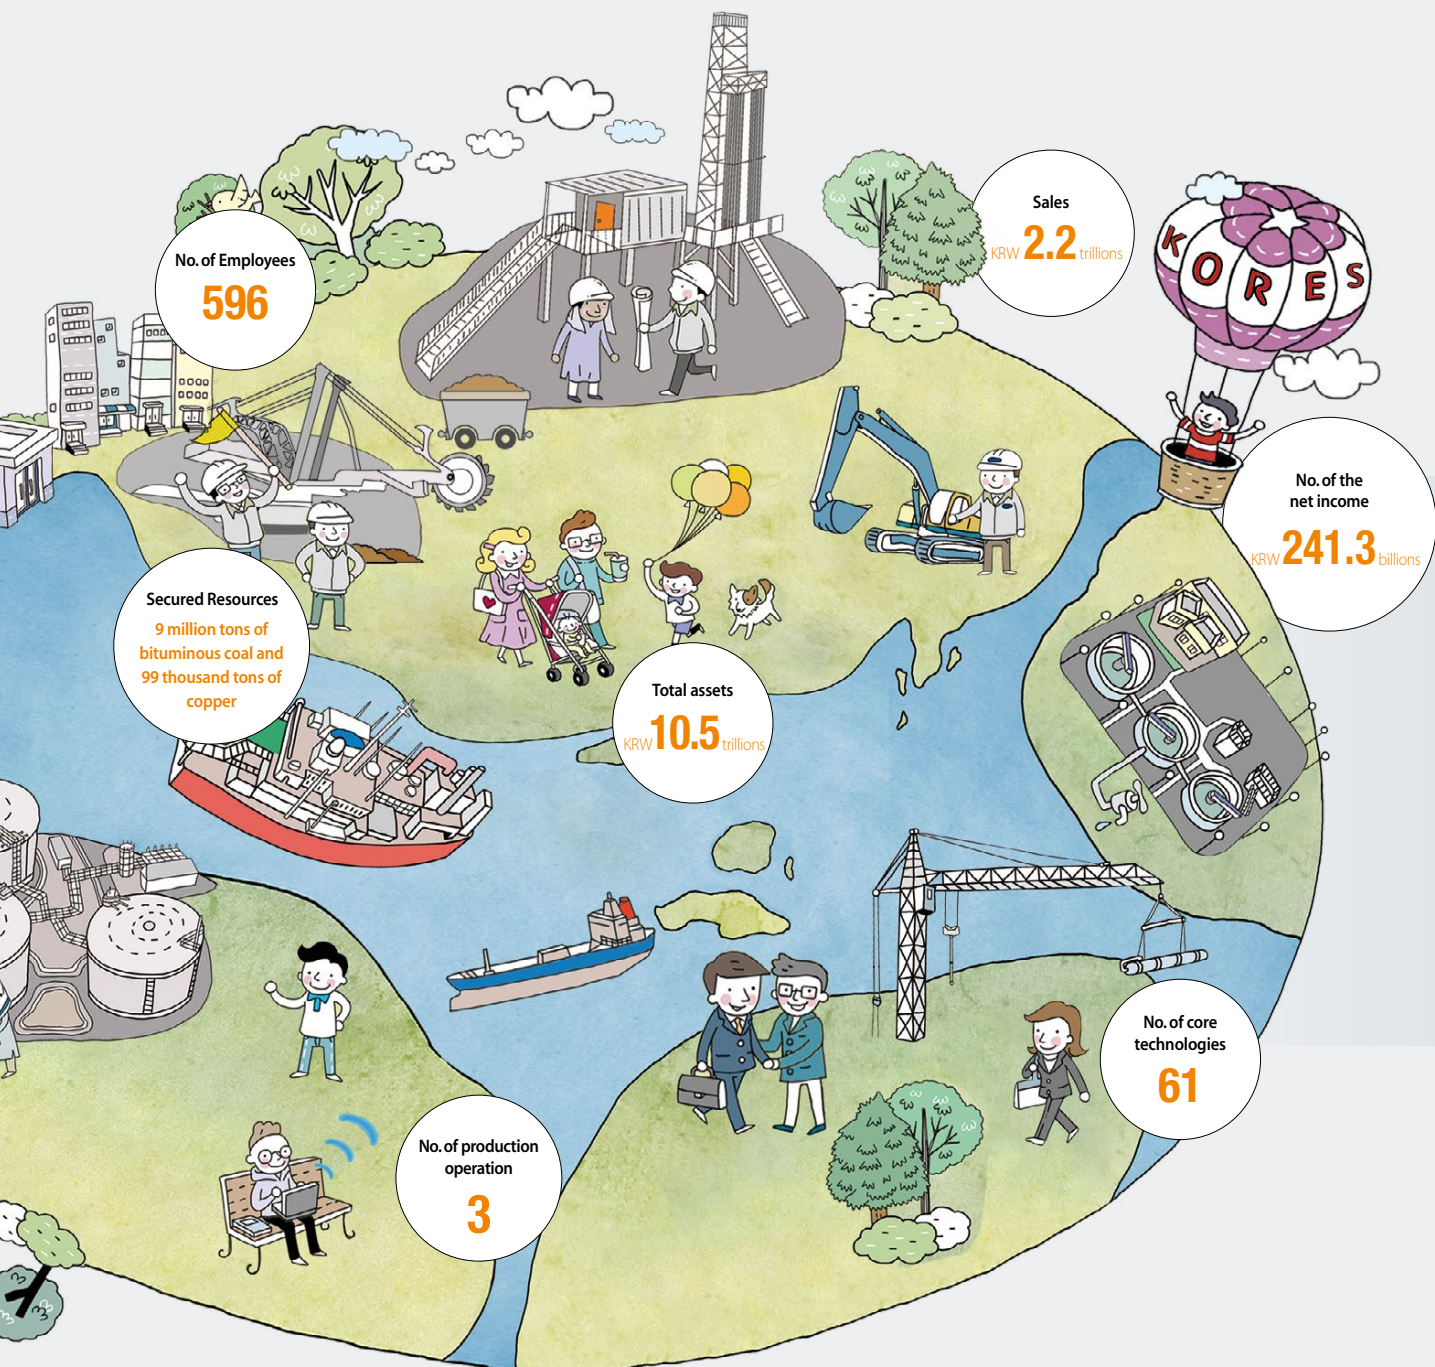 Sales
KRW 2.2 trillions
KORES
No. of Employees
596
No. of the
net income
KRW 241.3 billions
Secured Resources
9 million tons of
bituminous coal and
99 thousand tons of
copper
Total assets
KRW 10.5 trillions
No. of core
technologies
61
No. of production
operation
3